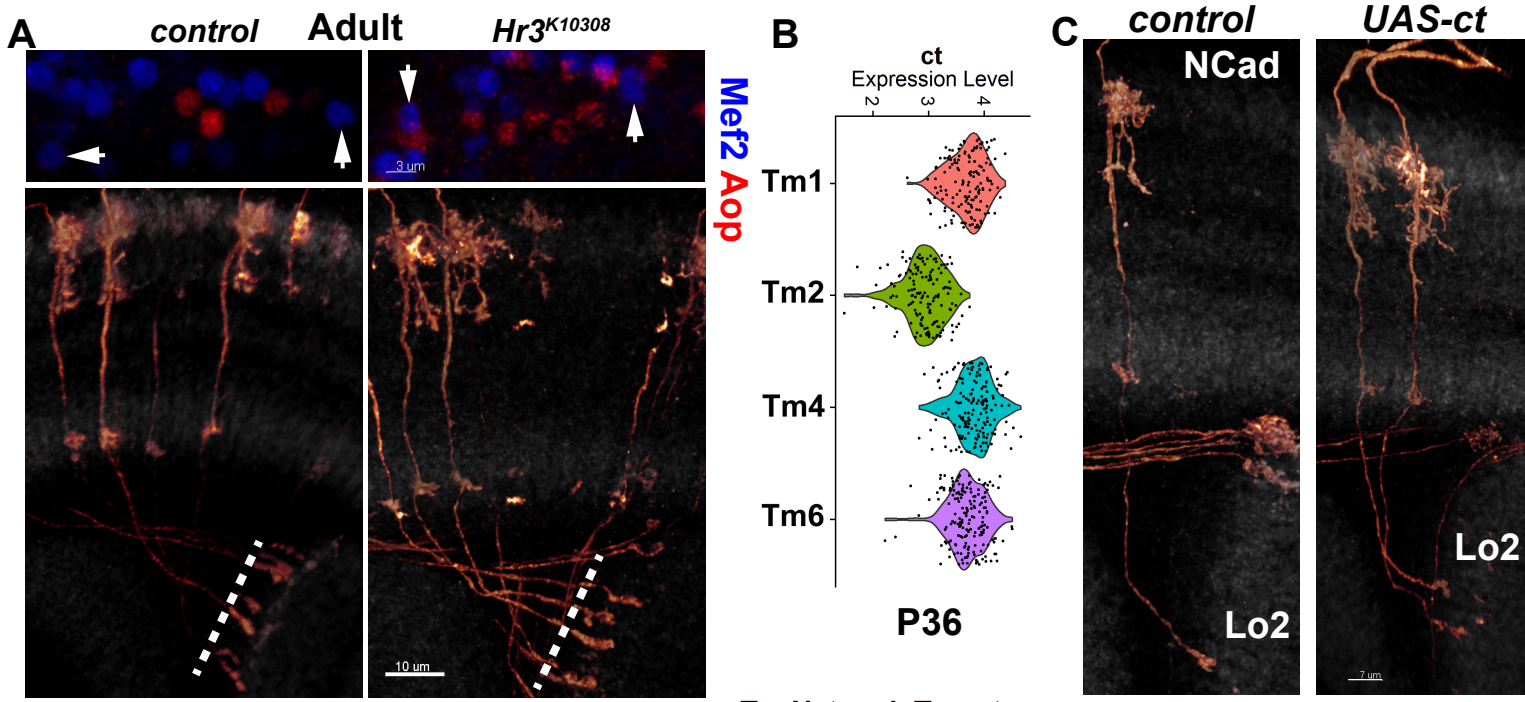 A
control
Adult
Hr3K10308
3 um
Mef2 Aop
10 um
B
ct
Expression Level
2
3
4
Tm1
Tm2
Tm4
Tm6
P36
C
control
UAS-ct
NCad
Lo2
Lo2
7 um